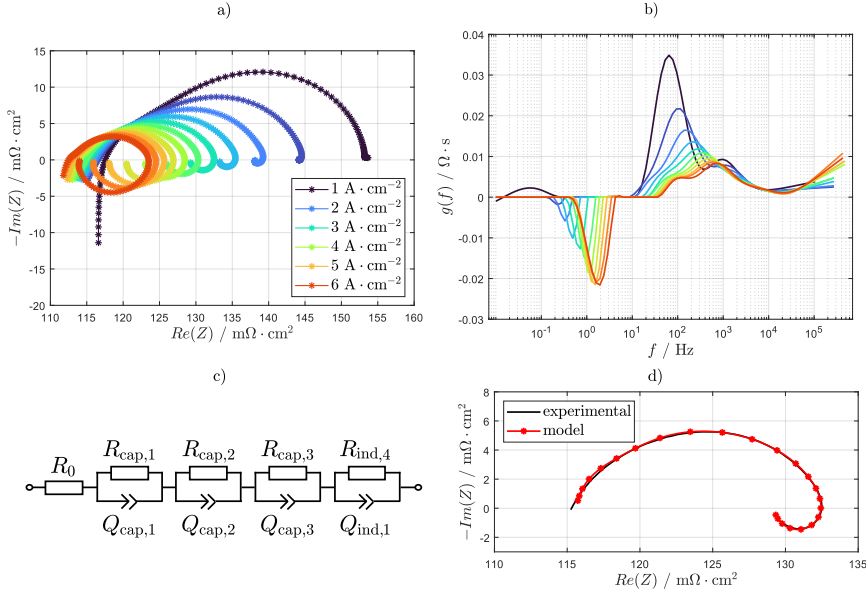 a)
15
10
5
0
-5
-10
-15
-20
110 115 120 125 130 135 140 145 150 155 160
−Im(Z) / mΩ · cm²
Re(Z) / mΩ · cm²
1 A · cm⁻²
2 A · cm⁻²
3 A · cm⁻²
4 A · cm⁻²
5 A · cm⁻²
6 A · cm⁻²
b)
0.04
0.03
0.02
0.01
0
-0.01
-0.02
-0.03
10⁻¹ 10⁰ 10¹ 10² 10³ 10⁴ 10⁵
g(f) / Ω · s
f / Hz
c)
R₀ R_cap,1 R_cap,2 R_cap,3 R_ind,4
Q_cap,1 Q_cap,2 Q_cap,3 Q_ind,1
d)
8
6
4
2
0
-2
110 115 120 125 130 135
−Im(Z) / mΩ · cm²
Re(Z) / mΩ · cm²
experimental
model